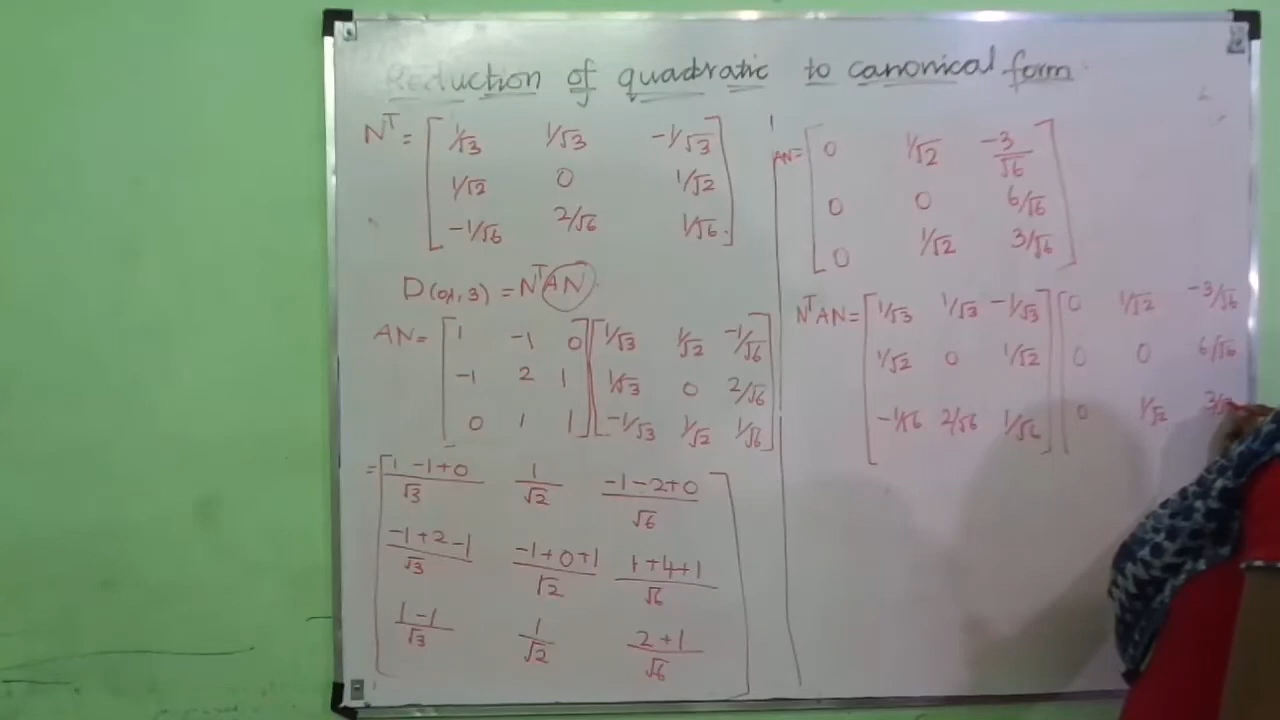 Reduction of quadratic to canonical form.
Nᵀ = [ 1/√3 1/√3 -1/√3 ]
[ 1/√2 0 1/√2 ]
[ -1/√6 2/√6 1/√6 ]
D(0,1,3) = NᵀAN
AN = [ 1 -1 0 ] [ 1/√3 1/√2 -1/√6 ]
[ -1 2 1 ] [ 1/√3 0 2/√6 ]
[ 0 1 1 ] [ -1/√3 1/√2 1/√6 ]
= [ (1-1+0)/√3 1/√2 (-1-2+0)/√6 ]
[ (-1+2-1)/√3 (-1+0+1)/√2 (1+4+1)/√6 ]
[ (1-1)/√3 1/√2 (2+1)/√6 ]
AN = [ 0 1/√2 -3/√6 ]
[ 0 0 6/√6 ]
[ 0 1/√2 3/√6 ]
NᵀAN = [ 1/√3 1/√3 -1/√3 ] [ 0 1/√2 -3/√6
[ 1/√2 0 1/√2 ] [ 0 0 6/√6
[ -1/√6 2/√6 1/√6 ] [ 0 1/√2 3/